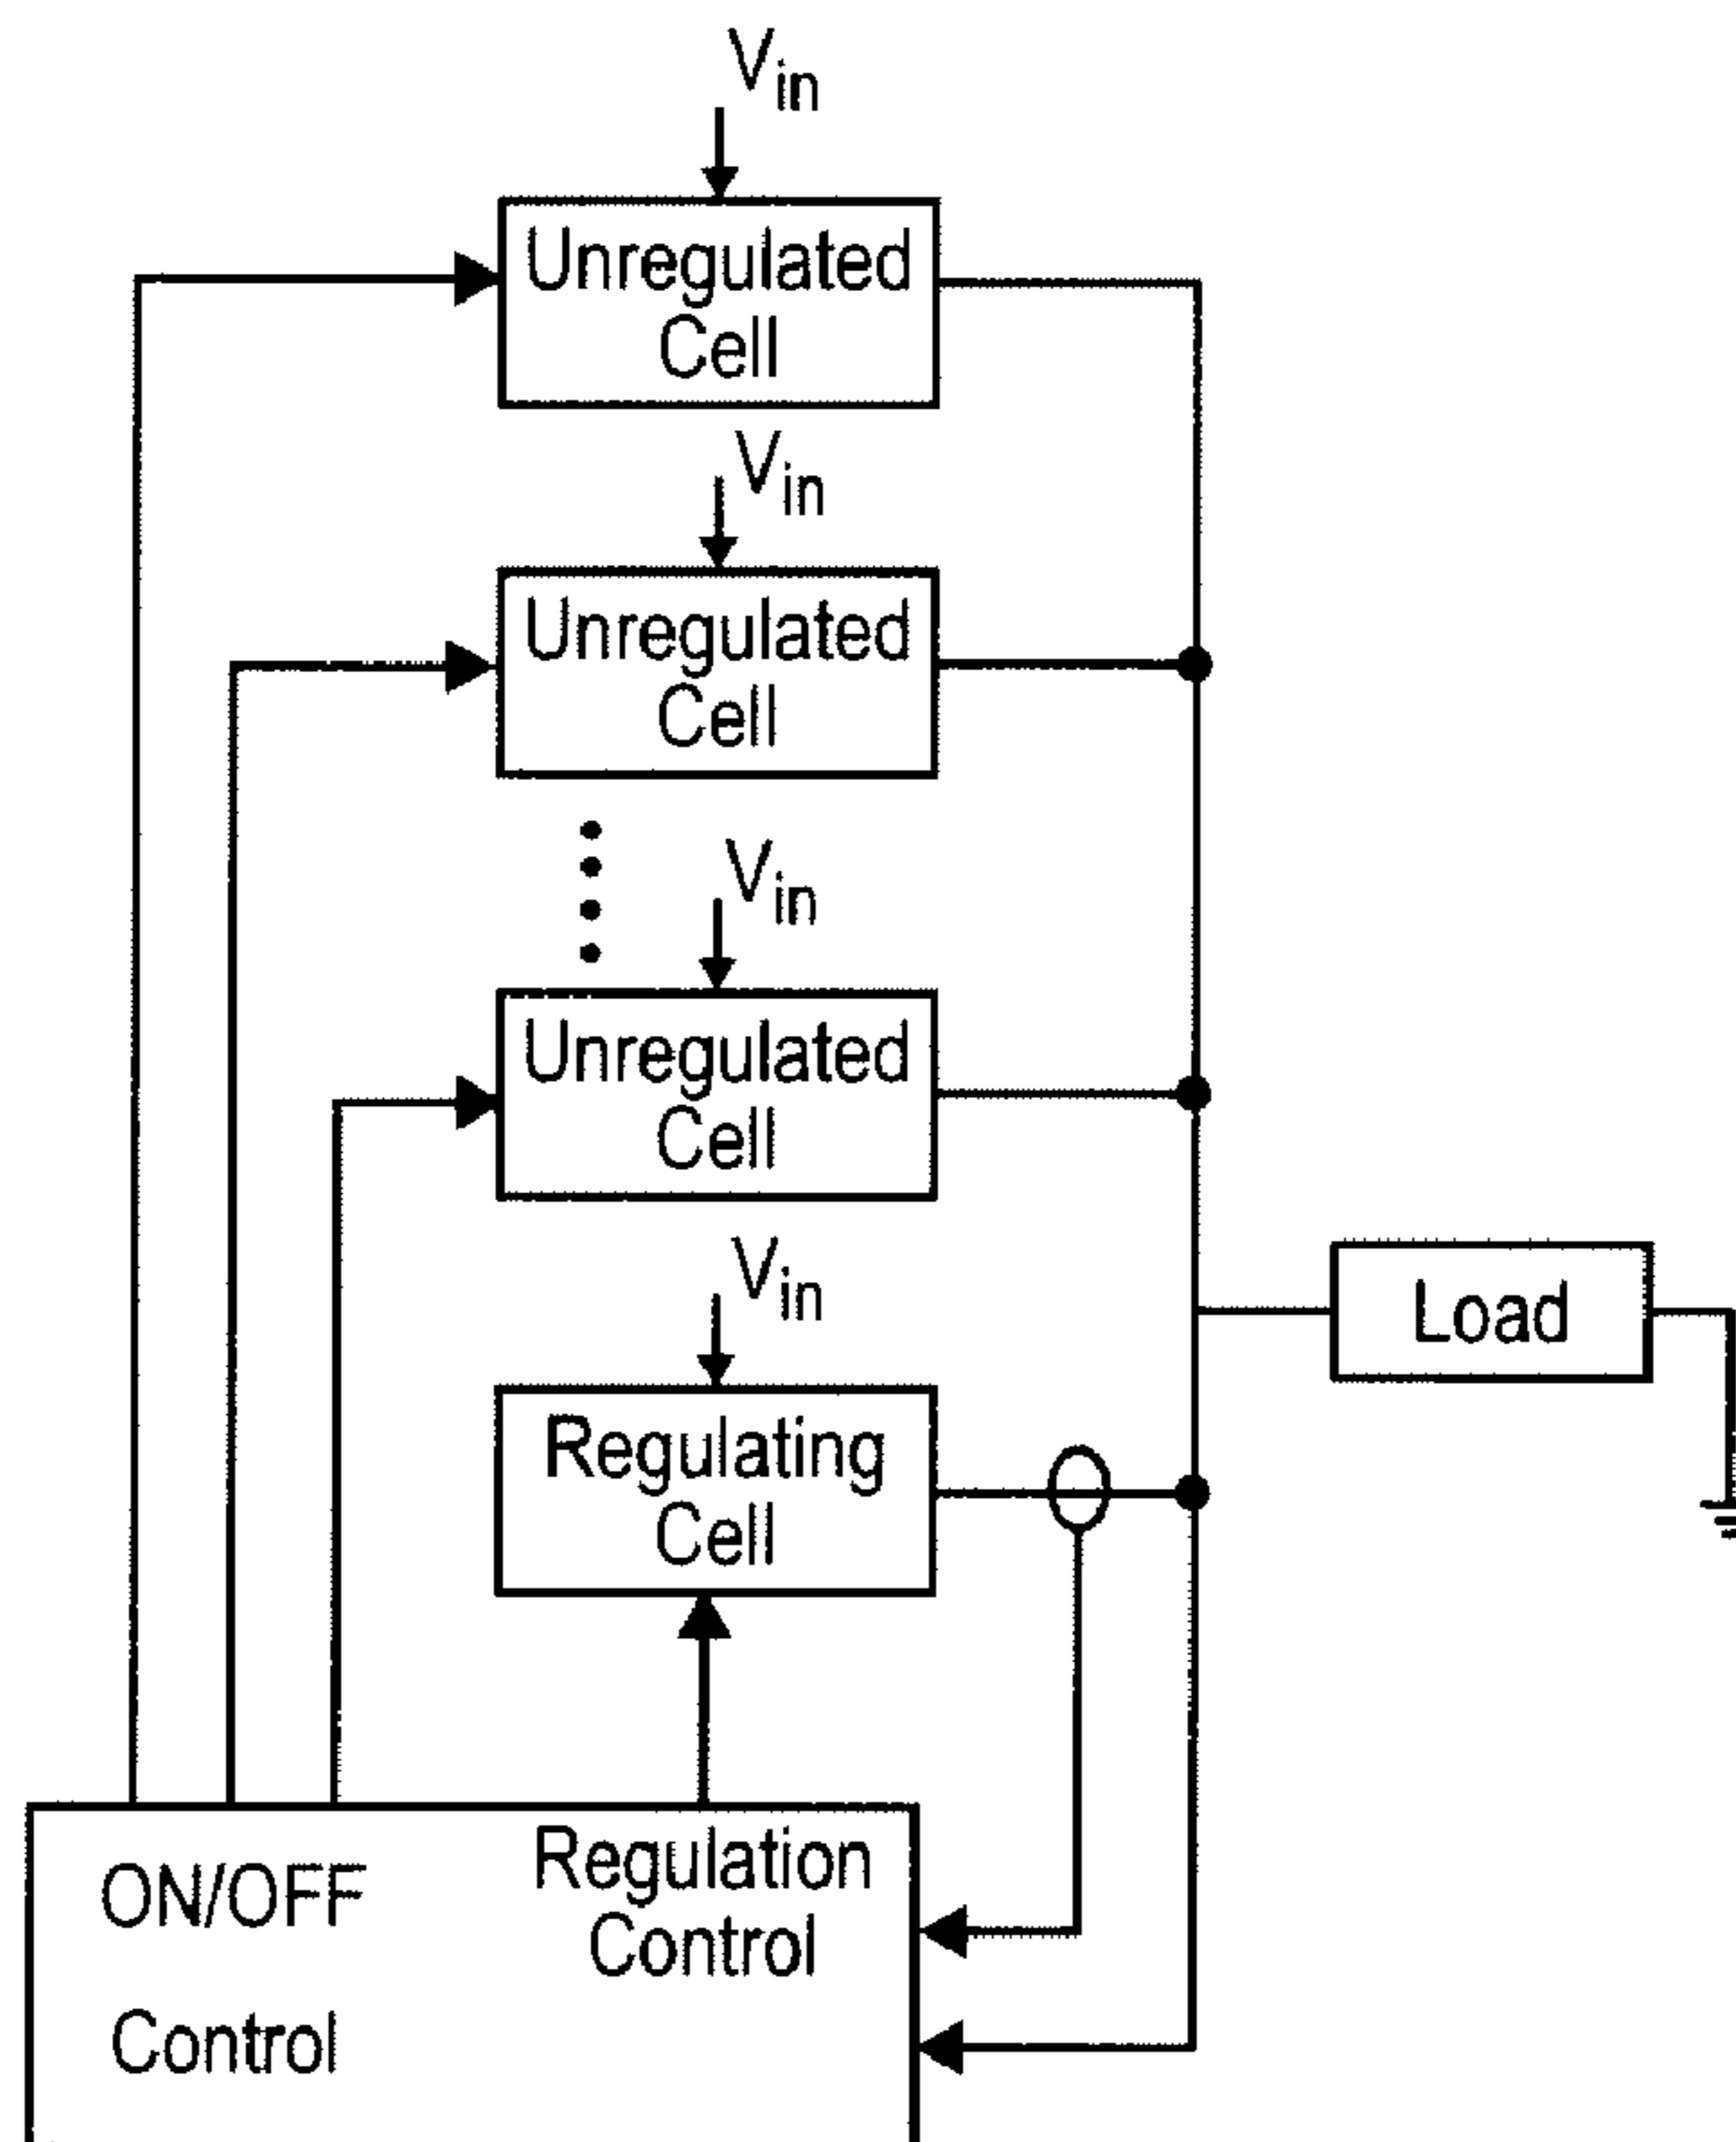 Vin
Unregulated
Cell
Vin
Unregulated
Cell
Vin
Unregulated
Cell
Vin
Load
Regulating
Cell
Regulation
Control
ON/OFF
Control